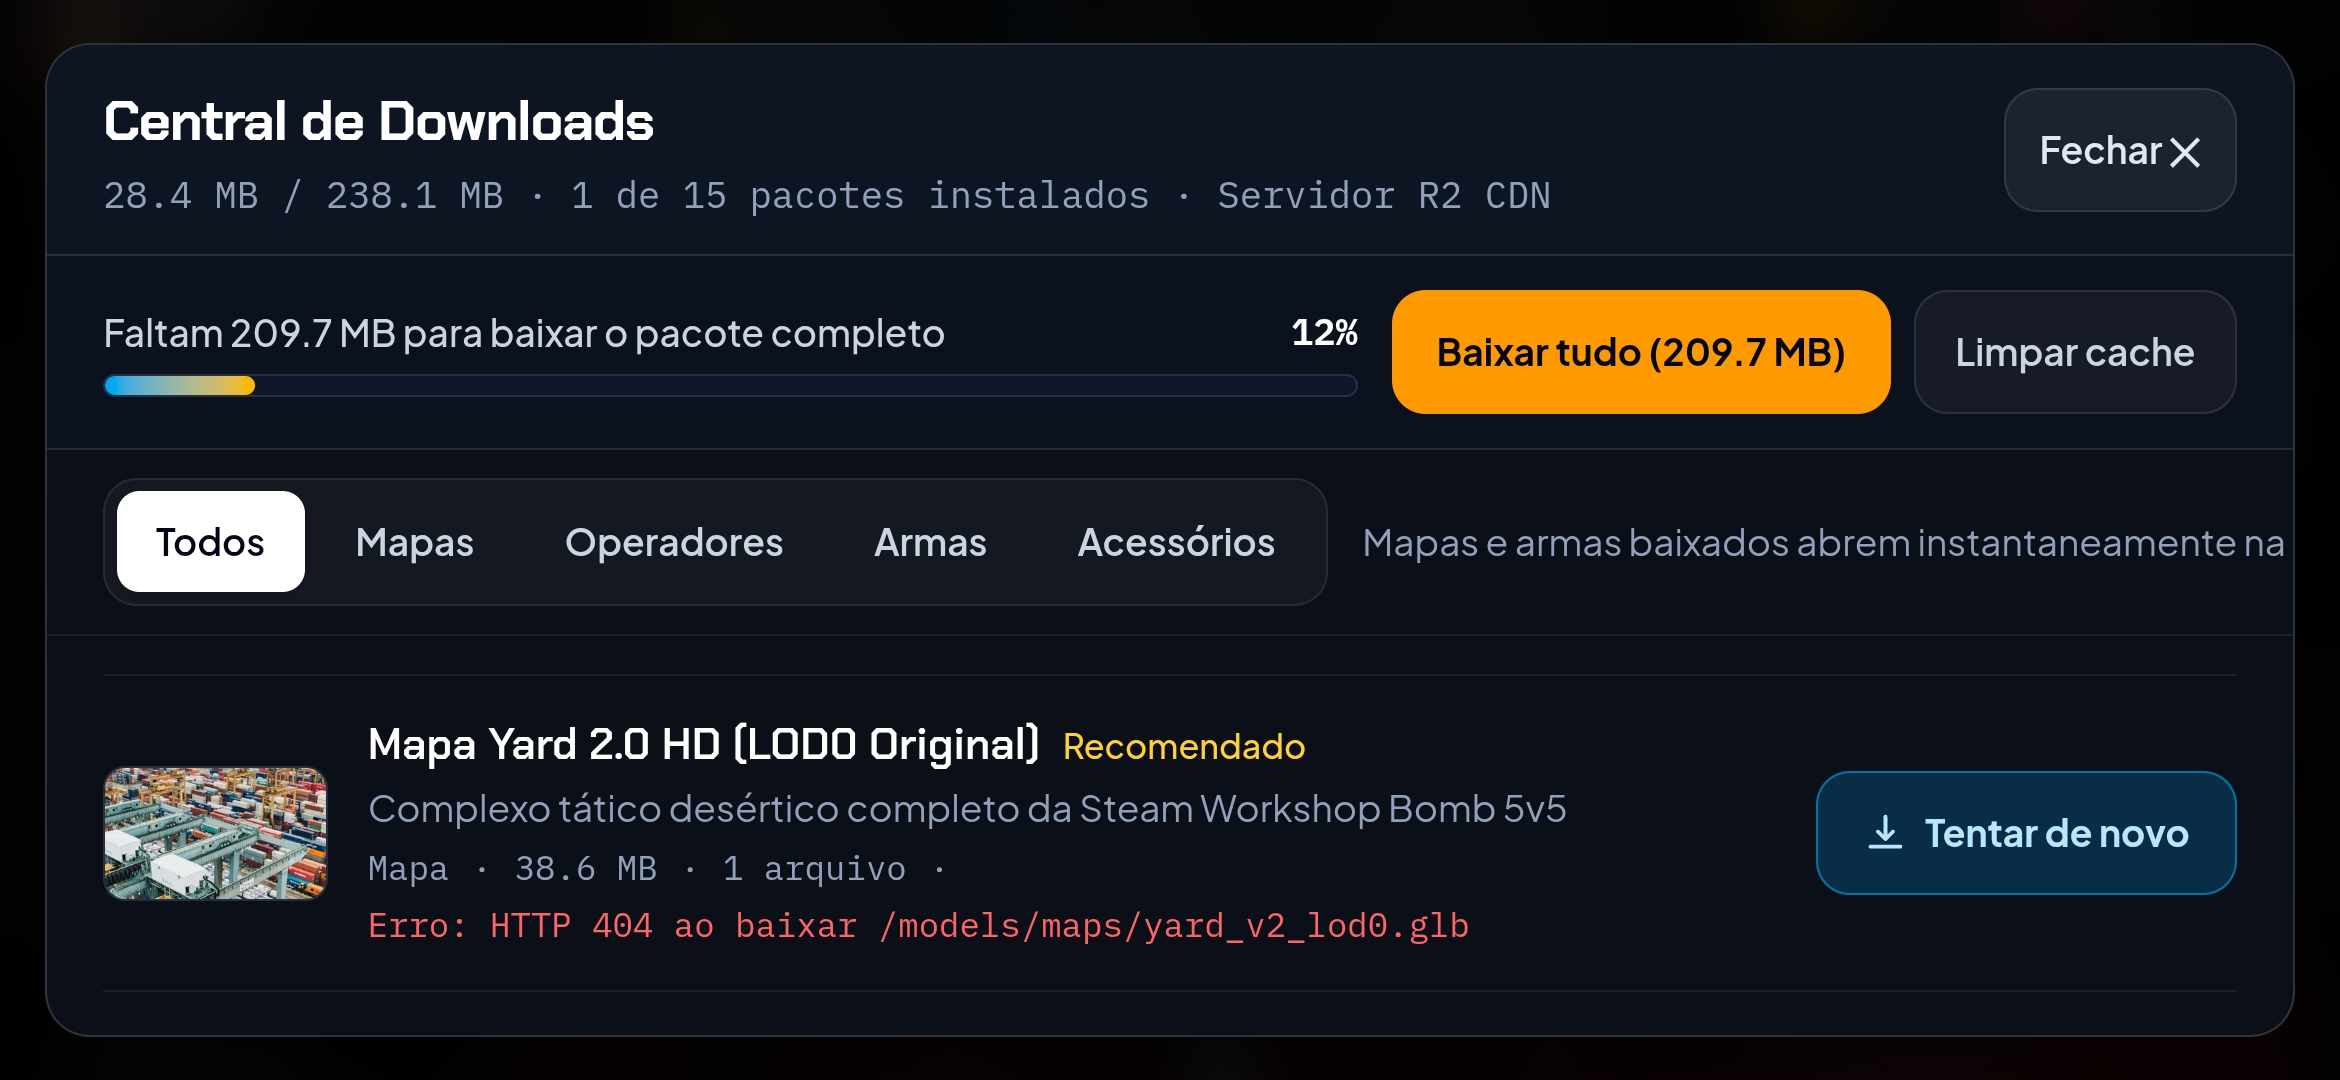 Central de Downloads
28.4 MB / 238.1 MB · 1 de 15 pacotes instalados · Servidor R2 CDN
Fechar
Faltam 209.7 MB para baixar o pacote completo
12%
Baixar tudo (209.7 MB)
Limpar cache
Todos
Mapas
Operadores
Armas
Acessórios
Mapas e armas baixados abrem instantaneamente na
Mapa Yard 2.0 HD (LOD0 Original) Recomendado
Complexo tático desértico completo da Steam Workshop Bomb 5v5
Mapa · 38.6 MB · 1 arquivo ·
Erro: HTTP 404 ao baixar /models/maps/yard_v2_lod0.glb
Tentar de novo